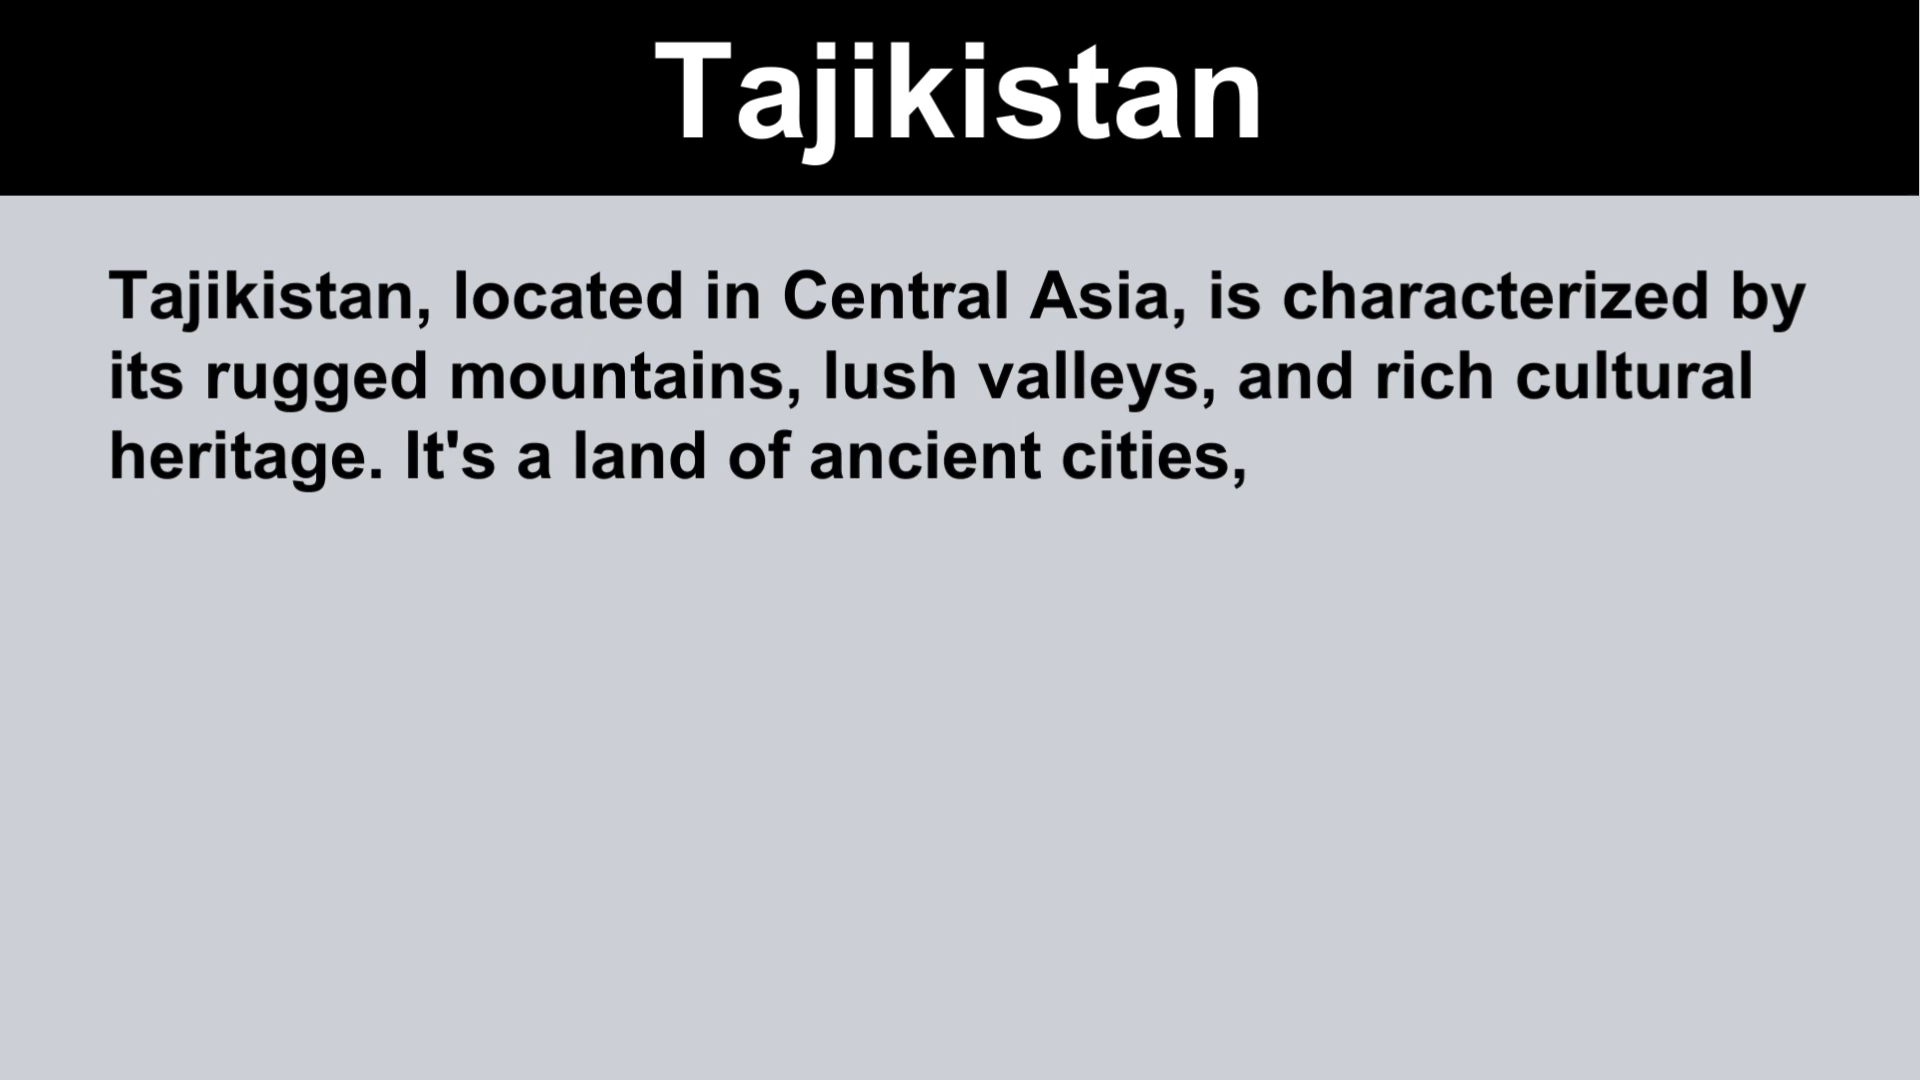 Tajikistan
Tajikistan, located in Central Asia, is characterized by
its rugged mountains, lush valleys, and rich cultural
heritage. It's a land of ancient cities,